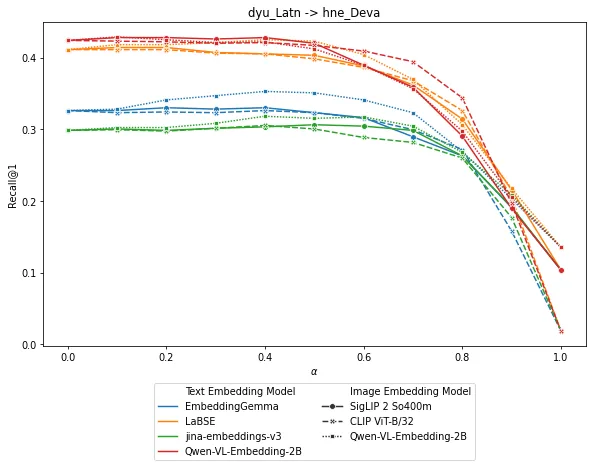 dyu_Latn -> hne_Deva
Recall@1
0.4
0.3
0.2
0.1
0.0
0.0 0.2 0.4 0.6 0.8 1.0
α
Text Embedding Model Image Embedding Model
EmbeddingGemma SigLIP 2 So400m
LaBSE CLIP ViT-B/32
jina-embeddings-v3 Qwen-VL-Embedding-2B
Qwen-VL-Embedding-2B